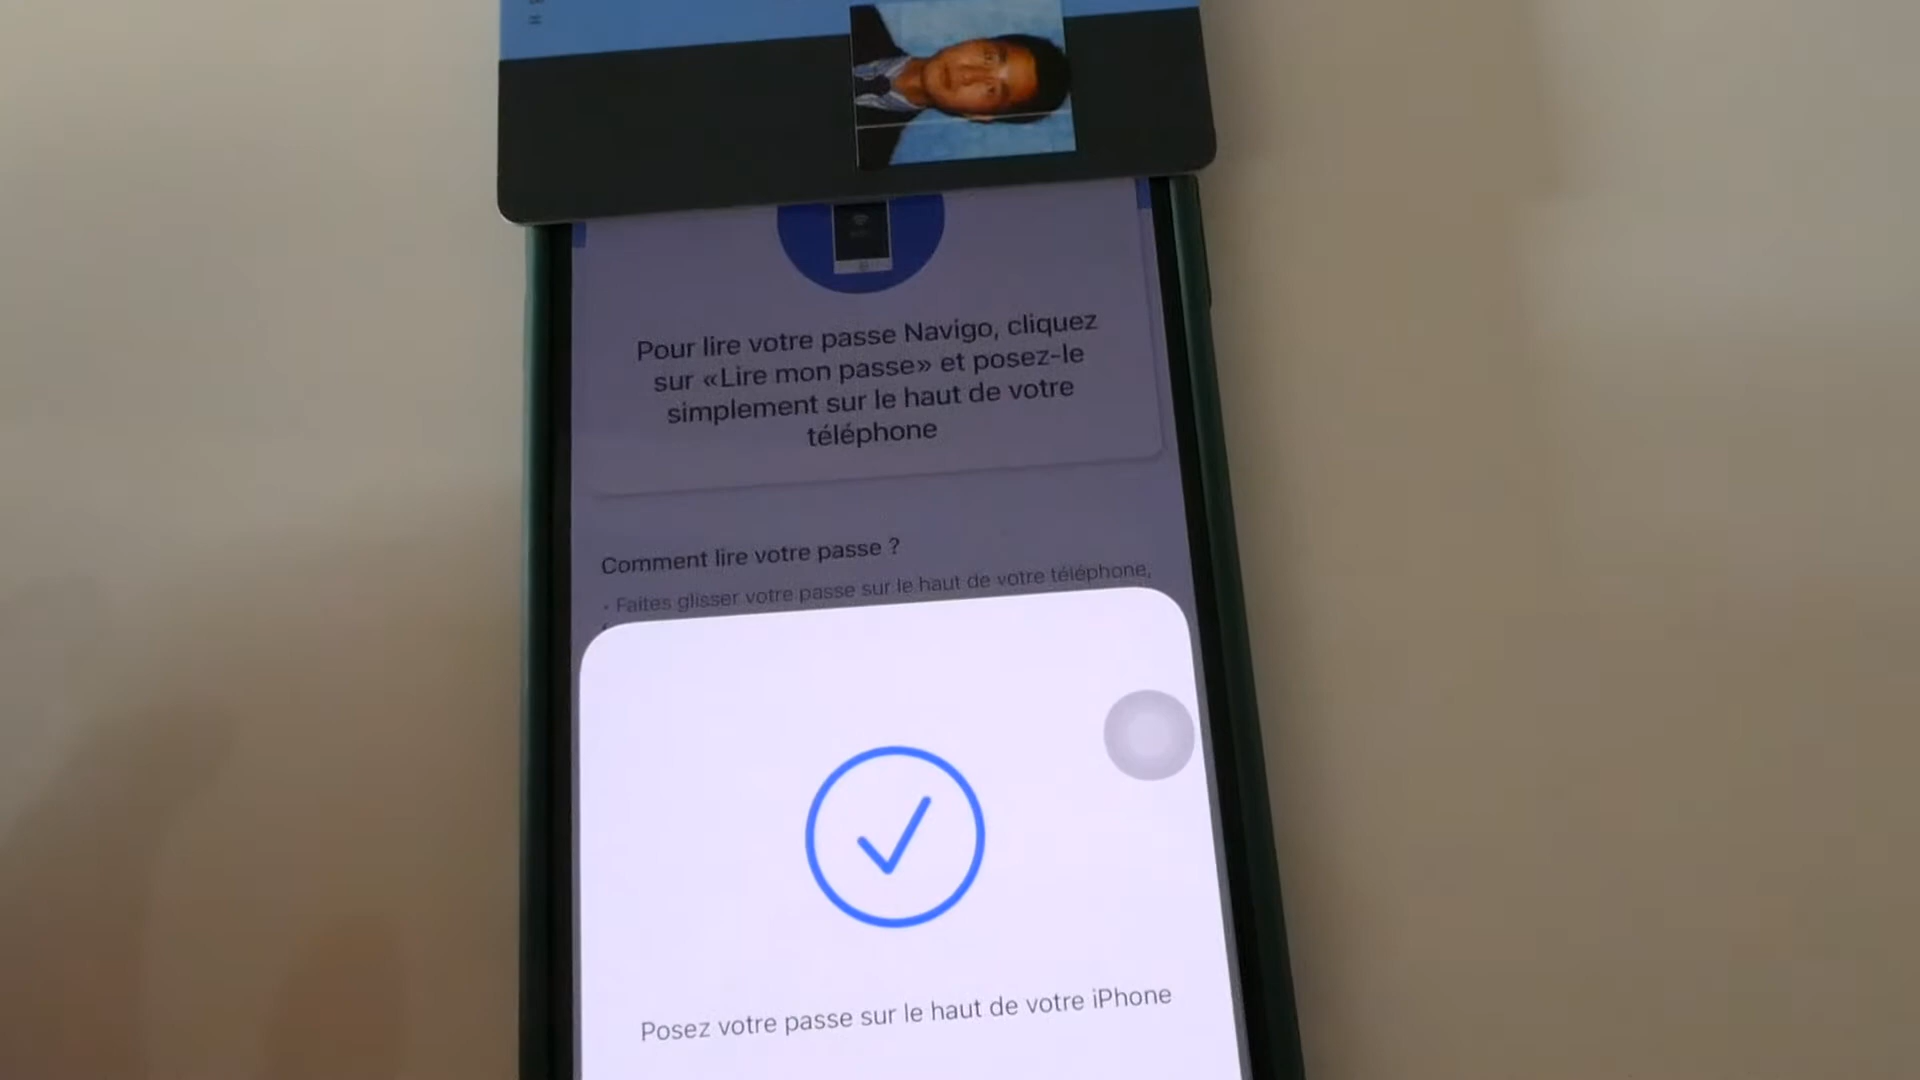 Pour lire votre passe Navigo, cliquez
sur «Lire mon passe» et posez-le
simplement sur le haut de votre
téléphone
Comment lire votre passe ?
• Faites glisser votre passe sur le haut de votre téléphone,
Posez votre passe sur le haut de votre iPhone